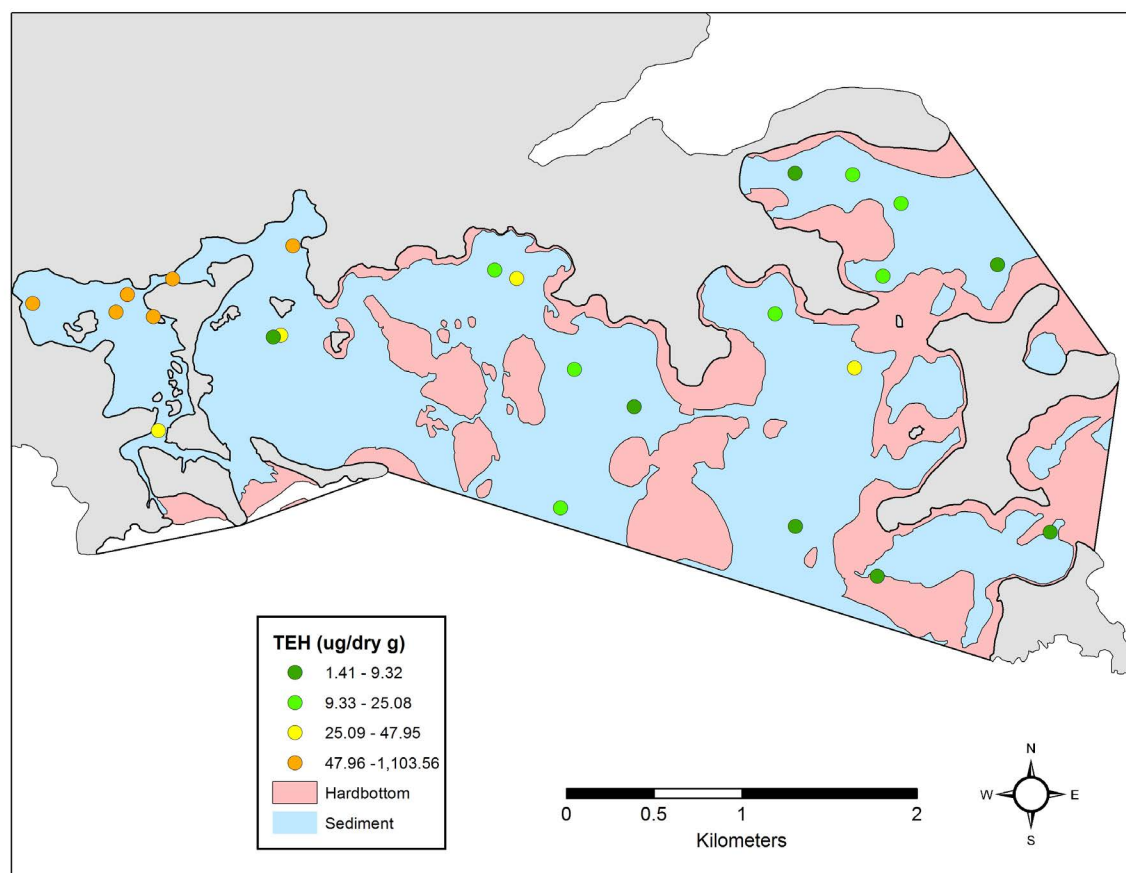 TEH (ug/dry g)
1.41 - 9.32
9.33 - 25.08
25.09 - 47.95
47.96 -1,103.56
Hardbottom
Sediment
0 0.5 1 2
Kilometers
N
W E
S